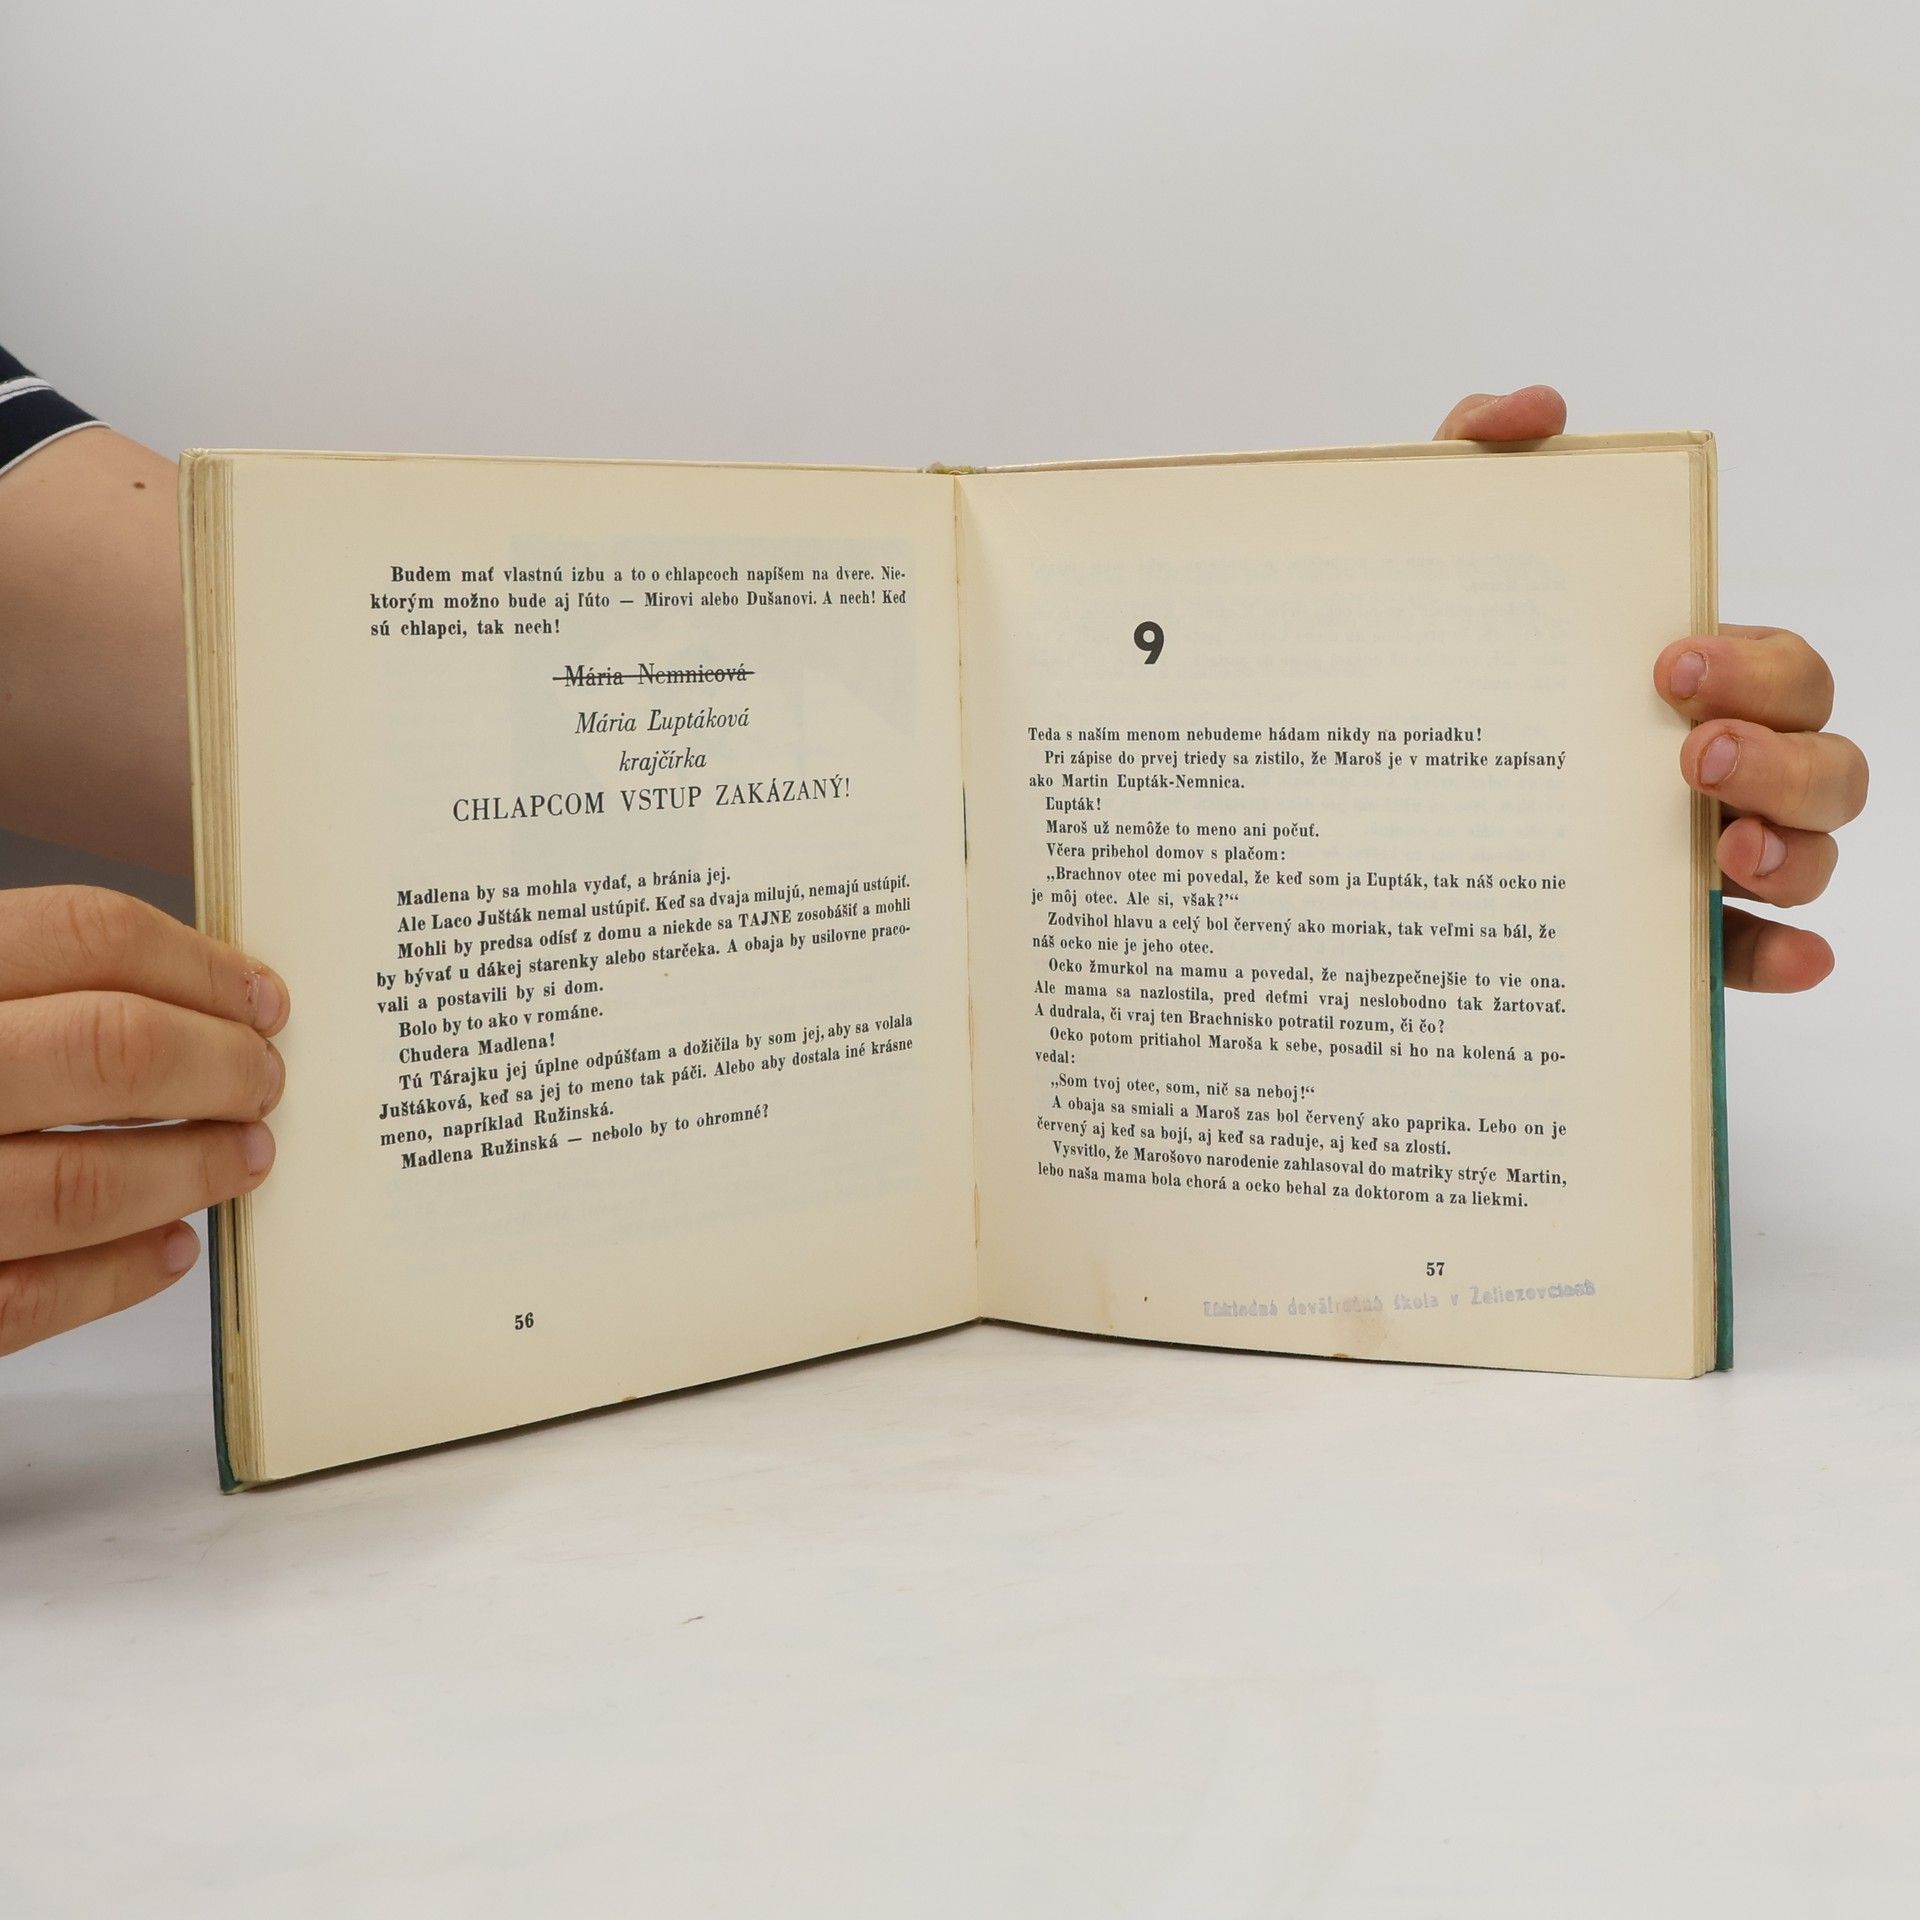 Budem mať vlastnú izbu a to o chlapcoch napíšem na dvere. Nie-
ktorým možno bude aj ľúto — Mirovi alebo Dušanovi. A nech! Keď
sú chlapci, tak nech!
Mária Nemnicová
Mária Ľuptáková
krajčírka
CHLAPCOM VSTUP ZAKÁZANÝ!
Madlena by sa mohla vydať, a bránia jej.
Ale Laco Jušták nemal ustúpiť. Keď sa dvaja milujú, nemajú ustúpiť.
Mohli by predsa odísť z domu a niekde sa TAJNE zosobášiť a mohli
by bývať u dákej starenky alebo starčeka. A obaja by usilovne praco-
vali a postavili by si dom.
Bolo by to ako v románe.
Chudera Madlena!
Tú Tárajku jej úplne odpúšťam a dožičila by som jej, aby sa volala
Juštáková, keď sa jej to meno tak páči. Alebo aby dostala iné krásne
meno, napríklad Ružinská.
Madlena Ružinská — nebolo by to ohromné?
56
9
Teda s naším menom nebudeme hádam nikdy na poriadku!
Pri zápise do prvej triedy sa zistilo, že Maroš je v matrike zapísaný
ako Martin Ľupták-Nemnica.
Ľupták!
Maroš už nemôže to meno ani počuť.
Včera pribehol domov s plačom:
„Brachnov otec mi povedal, že keď som ja Ľupták, tak náš ocko nie
je môj otec. Ale si, však?'“
Zodvihol hlavu a celý bol červený ako moriak, tak veľmi sa bál, že
náš ocko nie je jeho otec.
Ocko žmurkol na mamu a povedal, že najbezpečnejšie to vie ona.
Ale mama sa nazlostila, pred deťmi vraj neslobodno tak žartovať.
A dudrala, či vraj ten Brachnisko potratil rozum, či čo?
Ocko potom pritiahol Maroša k sebe, posadil si ho na kolená a po-
vedal:
„Som tvoj otec, som, nič sa neboj!“
A obaja sa smiali a Maroš zas bol červený ako paprika. Lebo on je
červený aj keď sa bojí, aj keď sa raduje, aj keď sa zlostí.
Vysvitlo, že Marošovo narodenie zahlasoval do matriky strýc Martin,
lebo naša mama bola chorá a ocko behal za doktorom a za liekmi.
57
Základná deväťročná škola v Želiezovciach